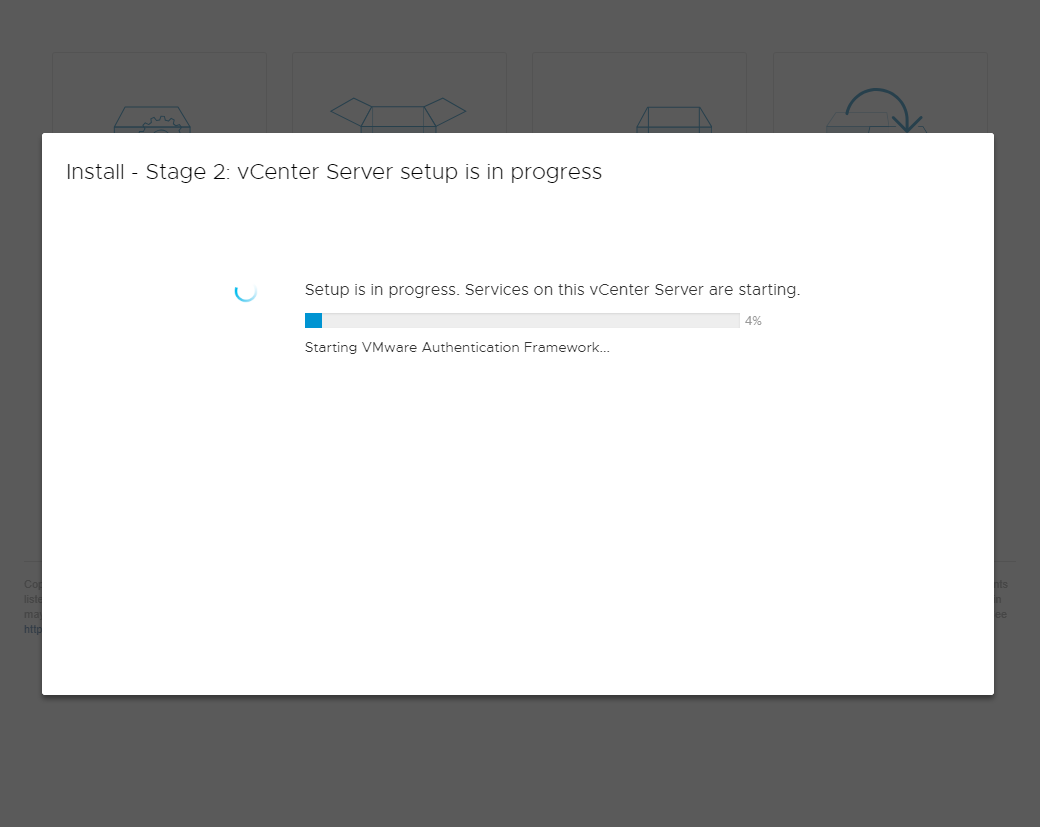 Install - Stage 2: vCenter Server setup is in progress
Setup is in progress. Services on this vCenter Server are starting.
4%
Starting VMware Authentication Framework...